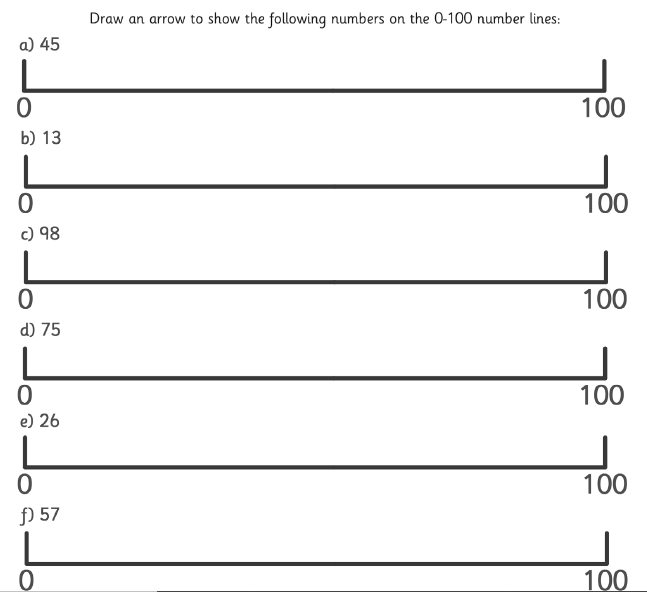 Draw an arrow to show the following numbers on the 0-100 number lines:
a) 45
0 100
b) 13
0 100
c) 98
0 100
d) 75
0 100
e) 26
0 100
f) 57
0 100